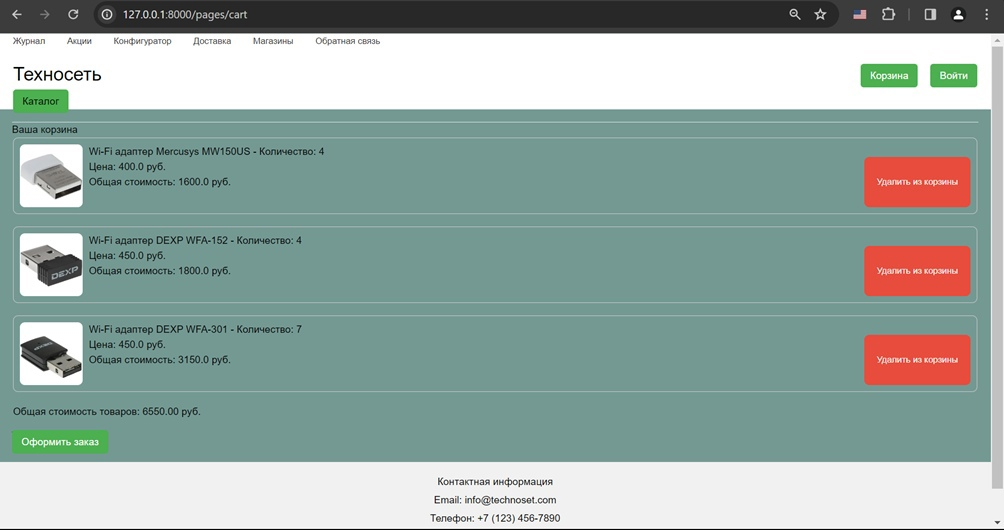 127.0.0.1:8000/pages/cart
Журнал Акции Конфигуратор Доставка Магазины Обратная связь
Техносеть
Корзина Войти
Каталог
Ваша корзина
Wi-Fi адаптер Mercusys MW150US - Количество: 4
Цена: 400.0 руб.
Общая стоимость: 1600.0 руб.
Удалить из корзины
Wi-Fi адаптер DEXP WFA-152 - Количество: 4
Цена: 450.0 руб.
Общая стоимость: 1800.0 руб.
DEXP
Удалить из корзины
Wi-Fi адаптер DEXP WFA-301 - Количество: 7
Цена: 450.0 руб.
Общая стоимость: 3150.0 руб.
Удалить из корзины
Общая стоимость товаров: 6550.00 руб.
Оформить заказ
Контактная информация
Email: info@technoset.com
Телефон: +7 (123) 456-7890